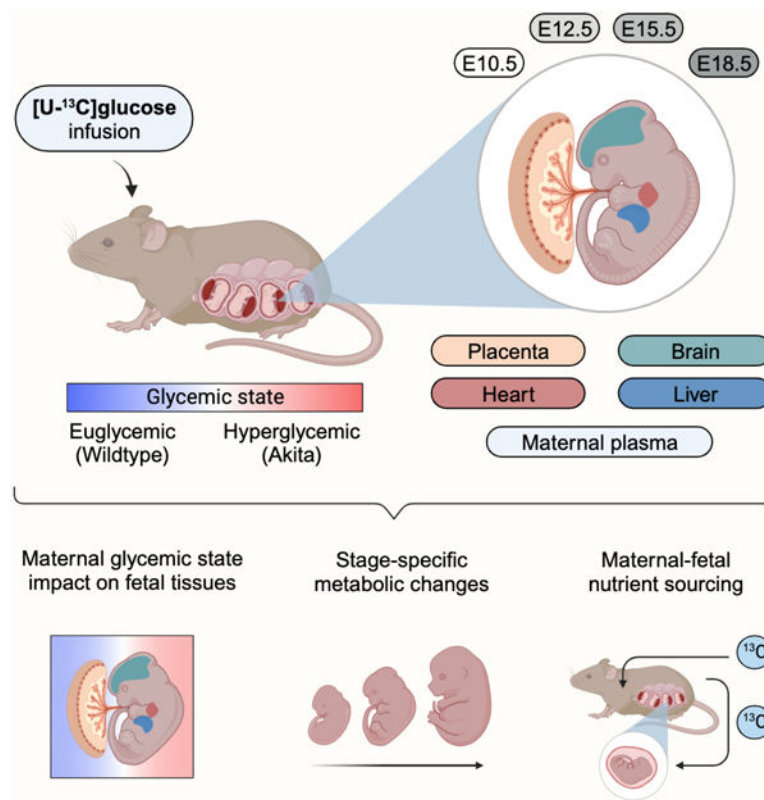 E10.5
E12.5
E15.5
E18.5
[U-¹³C]glucose
infusion
Glycemic state
Euglycemic
(Wildtype)
Hyperglycemic
(Akita)
Placenta
Brain
Heart
Liver
Maternal plasma
Maternal glycemic state
impact on fetal tissues
Stage-specific
metabolic changes
Maternal-fetal
nutrient sourcing
¹³C
¹³C